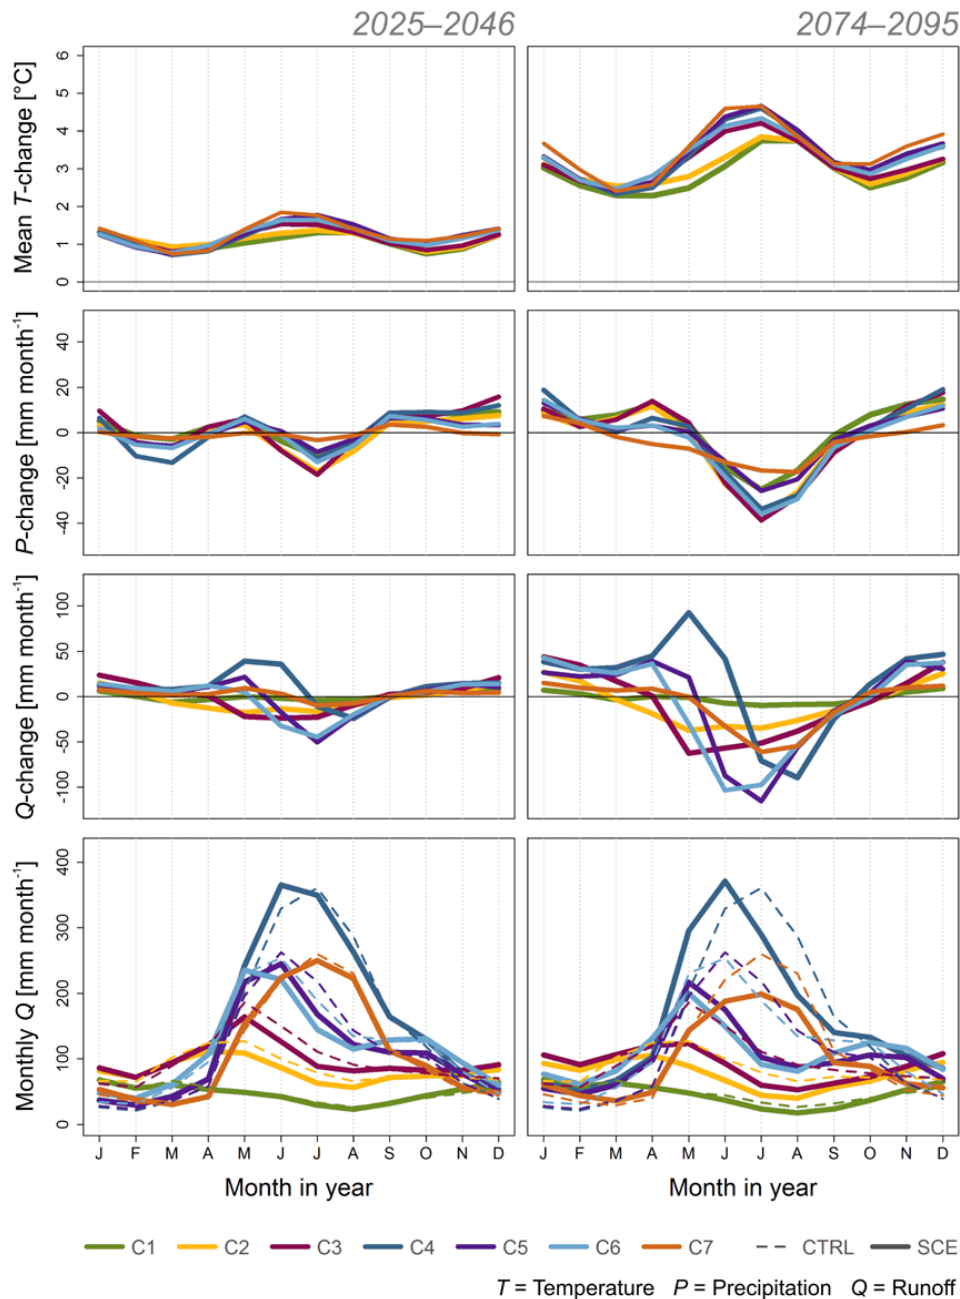 2025–2046 2074–2095
Mean T-change [°C]
6
5
4
3
2
1
0
P-change [mm month⁻¹]
40
20
0
-20
-40
Q-change [mm month⁻¹]
100
50
0
-50
-100
Monthly Q [mm month⁻¹]
400
300
200
100
0
J F M A M J J A S O N D J F M A M J J A S O N D
Month in year Month in year
C1 C2 C3 C4 C5 C6 C7 CTRL SCE
T = Temperature P = Precipitation Q = Runoff